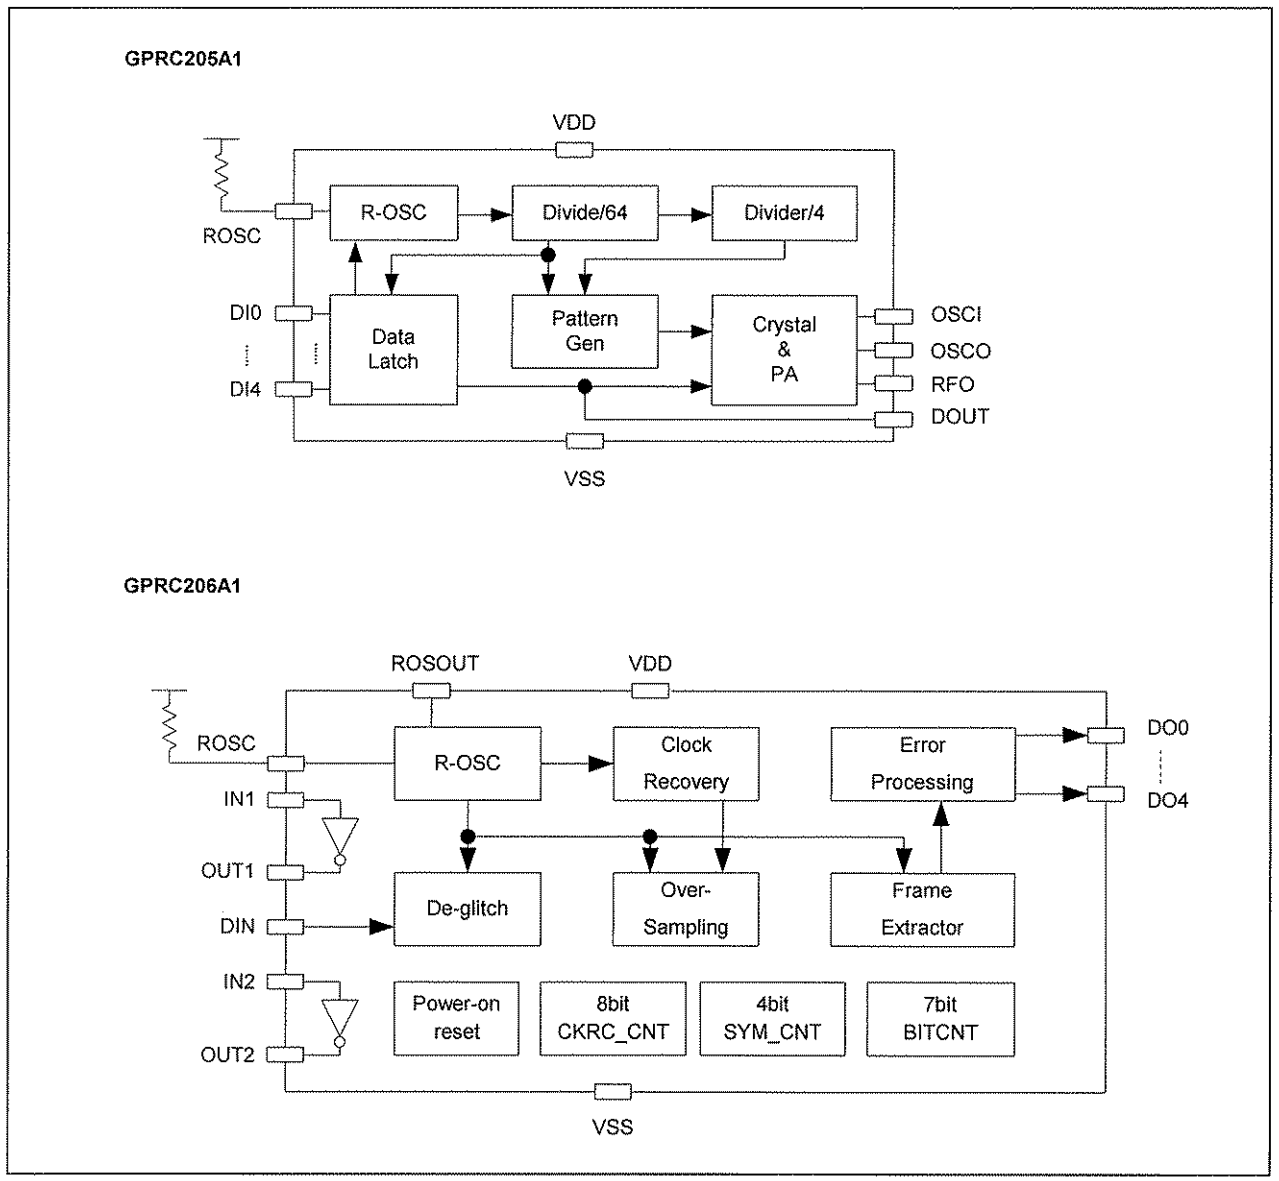 GPRC205A1
VDD
R-OSC
Divide/64
Divider/4
ROSC
DI0
DI4
Data
Latch
Pattern
Gen
Crystal
&
PA
OSCI
OSCO
RFO
DOUT
VSS
GPRC206A1
ROSOUT
VDD
ROSC
R-OSC
Clock
Recovery
Error
Processing
DO0
DO4
IN1
OUT1
DIN
De-glitch
Over-
Sampling
Frame
Extractor
IN2
OUT2
Power-on
reset
8bit
CKRC_CNT
4bit
SYM_CNT
7bit
BITCNT
VSS